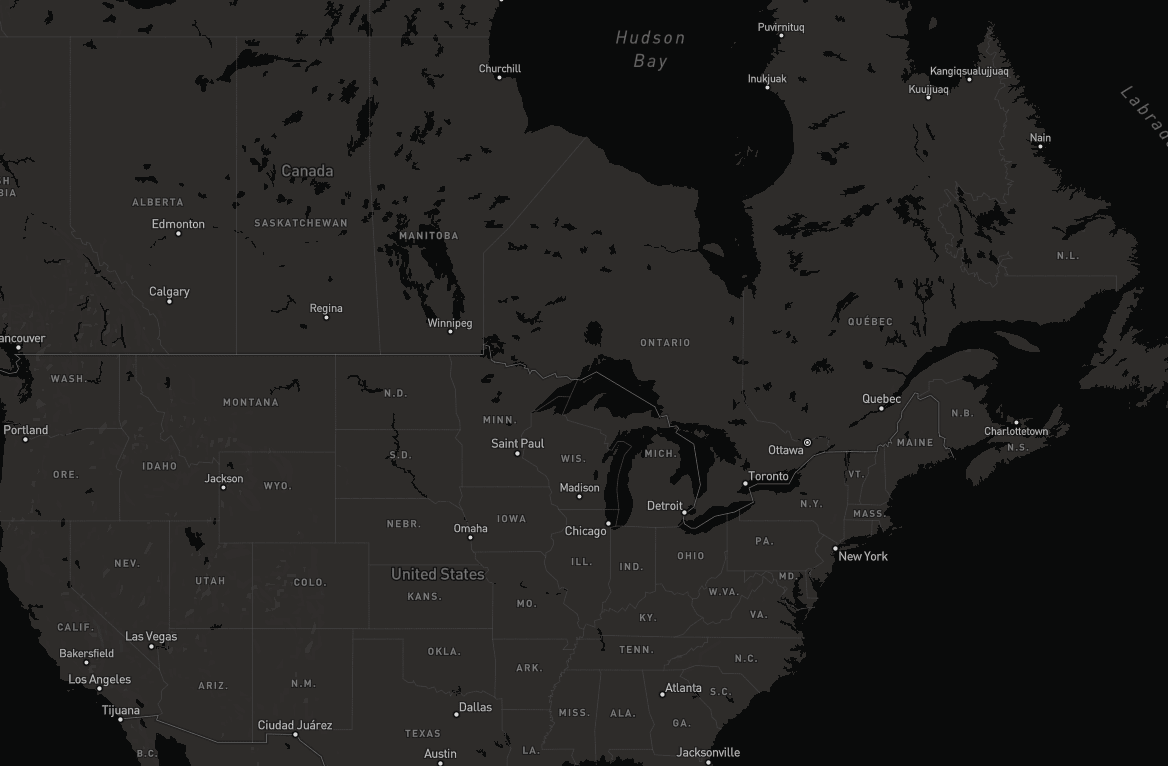 Hudson
Bay
Puvirnituq
Churchill
Inukjuak
Kangiqsualujjuaq
Kuujjuaq
Labrad
Nain
Canada
SH
BIA
ALBERTA
Edmonton
SASKATCHEWAN
MANITOBA
N.L.
Calgary
Regina
Winnipeg
QUÉBEC
ancouver
ONTARIO
WASH.
MONTANA
N.D.
Quebec
N.B.
MINN.
Charlottetown
Portland
Saint Paul
MAINE
N.S.
Ottawa
S.D.
WIS.
MICH.
IDAHO
ORE.
Jackson
WYO.
Madison
Toronto
VT.
Detroit
N.Y.
MASS.
IOWA
NEBR.
Omaha
Chicago
PA.
New York
NEV.
ILL.
IND.
OHIO
United States
UTAH
COLO.
MD.
KANS.
W.VA.
MO.
KY.
VA.
CALIF.
Las Vegas
Bakersfield
OKLA.
TENN.
N.C.
ARK.
Los Angeles
ARIZ.
N.M.
Atlanta
S.C.
Tijuana
Dallas
MISS.
ALA.
GA.
Ciudad Juárez
TEXAS
B.C.
Austin
LA.
Jacksonville